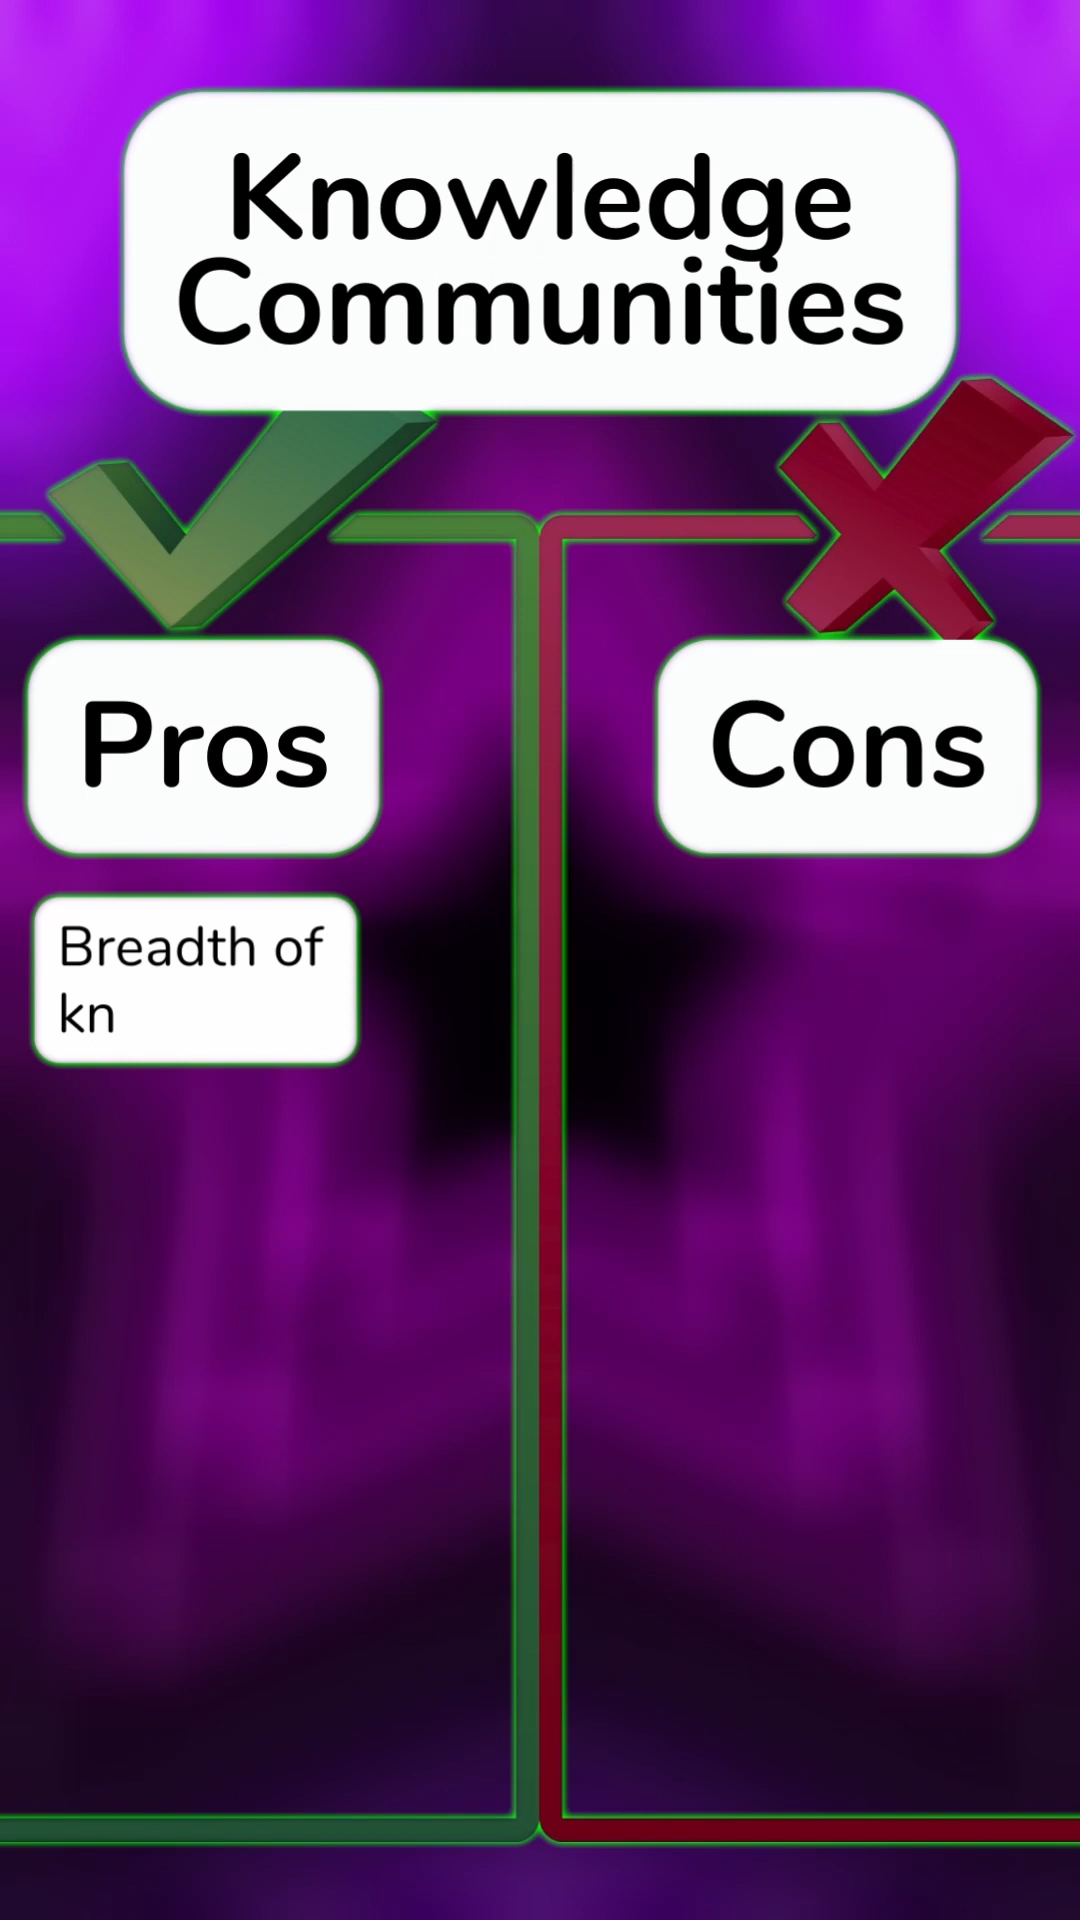 Knowledge
Communities
Pros
Cons
Breadth of
kn